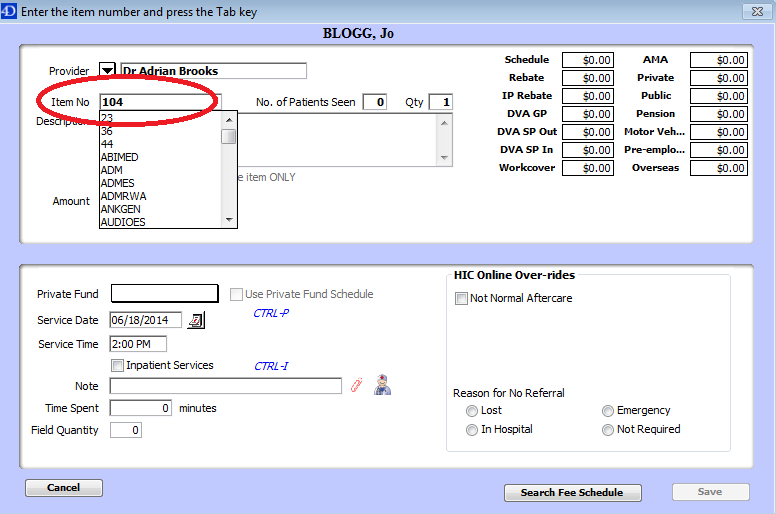 4D Enter the item number and press the Tab key
BLOGG, Jo
Provider Dr Adrian Brooks
Item No 104 No. of Patients Seen 0 Qty 1
Description
23
36
44
ABIMED
ADM
ADMES
ADMRWA
ANKGEN
AUDIOES
e item ONLY
Amount
Schedule $0.00 AMA $0.00
Rebate $0.00 Private $0.00
IP Rebate $0.00 Public $0.00
DVA GP $0.00 Pension $0.00
DVA SP Out $0.00 Motor Veh... $0.00
DVA SP In $0.00 Pre-emplo... $0.00
Workcover $0.00 Overseas $0.00
Private Fund Use Private Fund Schedule
Service Date 06/18/2014 CTRL-P
Service Time 2:00 PM
Inpatient Services CTRL-I
Note
Time Spent 0 minutes
Field Quantity 0
HIC Online Over-rides
Not Normal Aftercare
Reason for No Referral
Lost Emergency
In Hospital Not Required
Cancel Search Fee Schedule Save